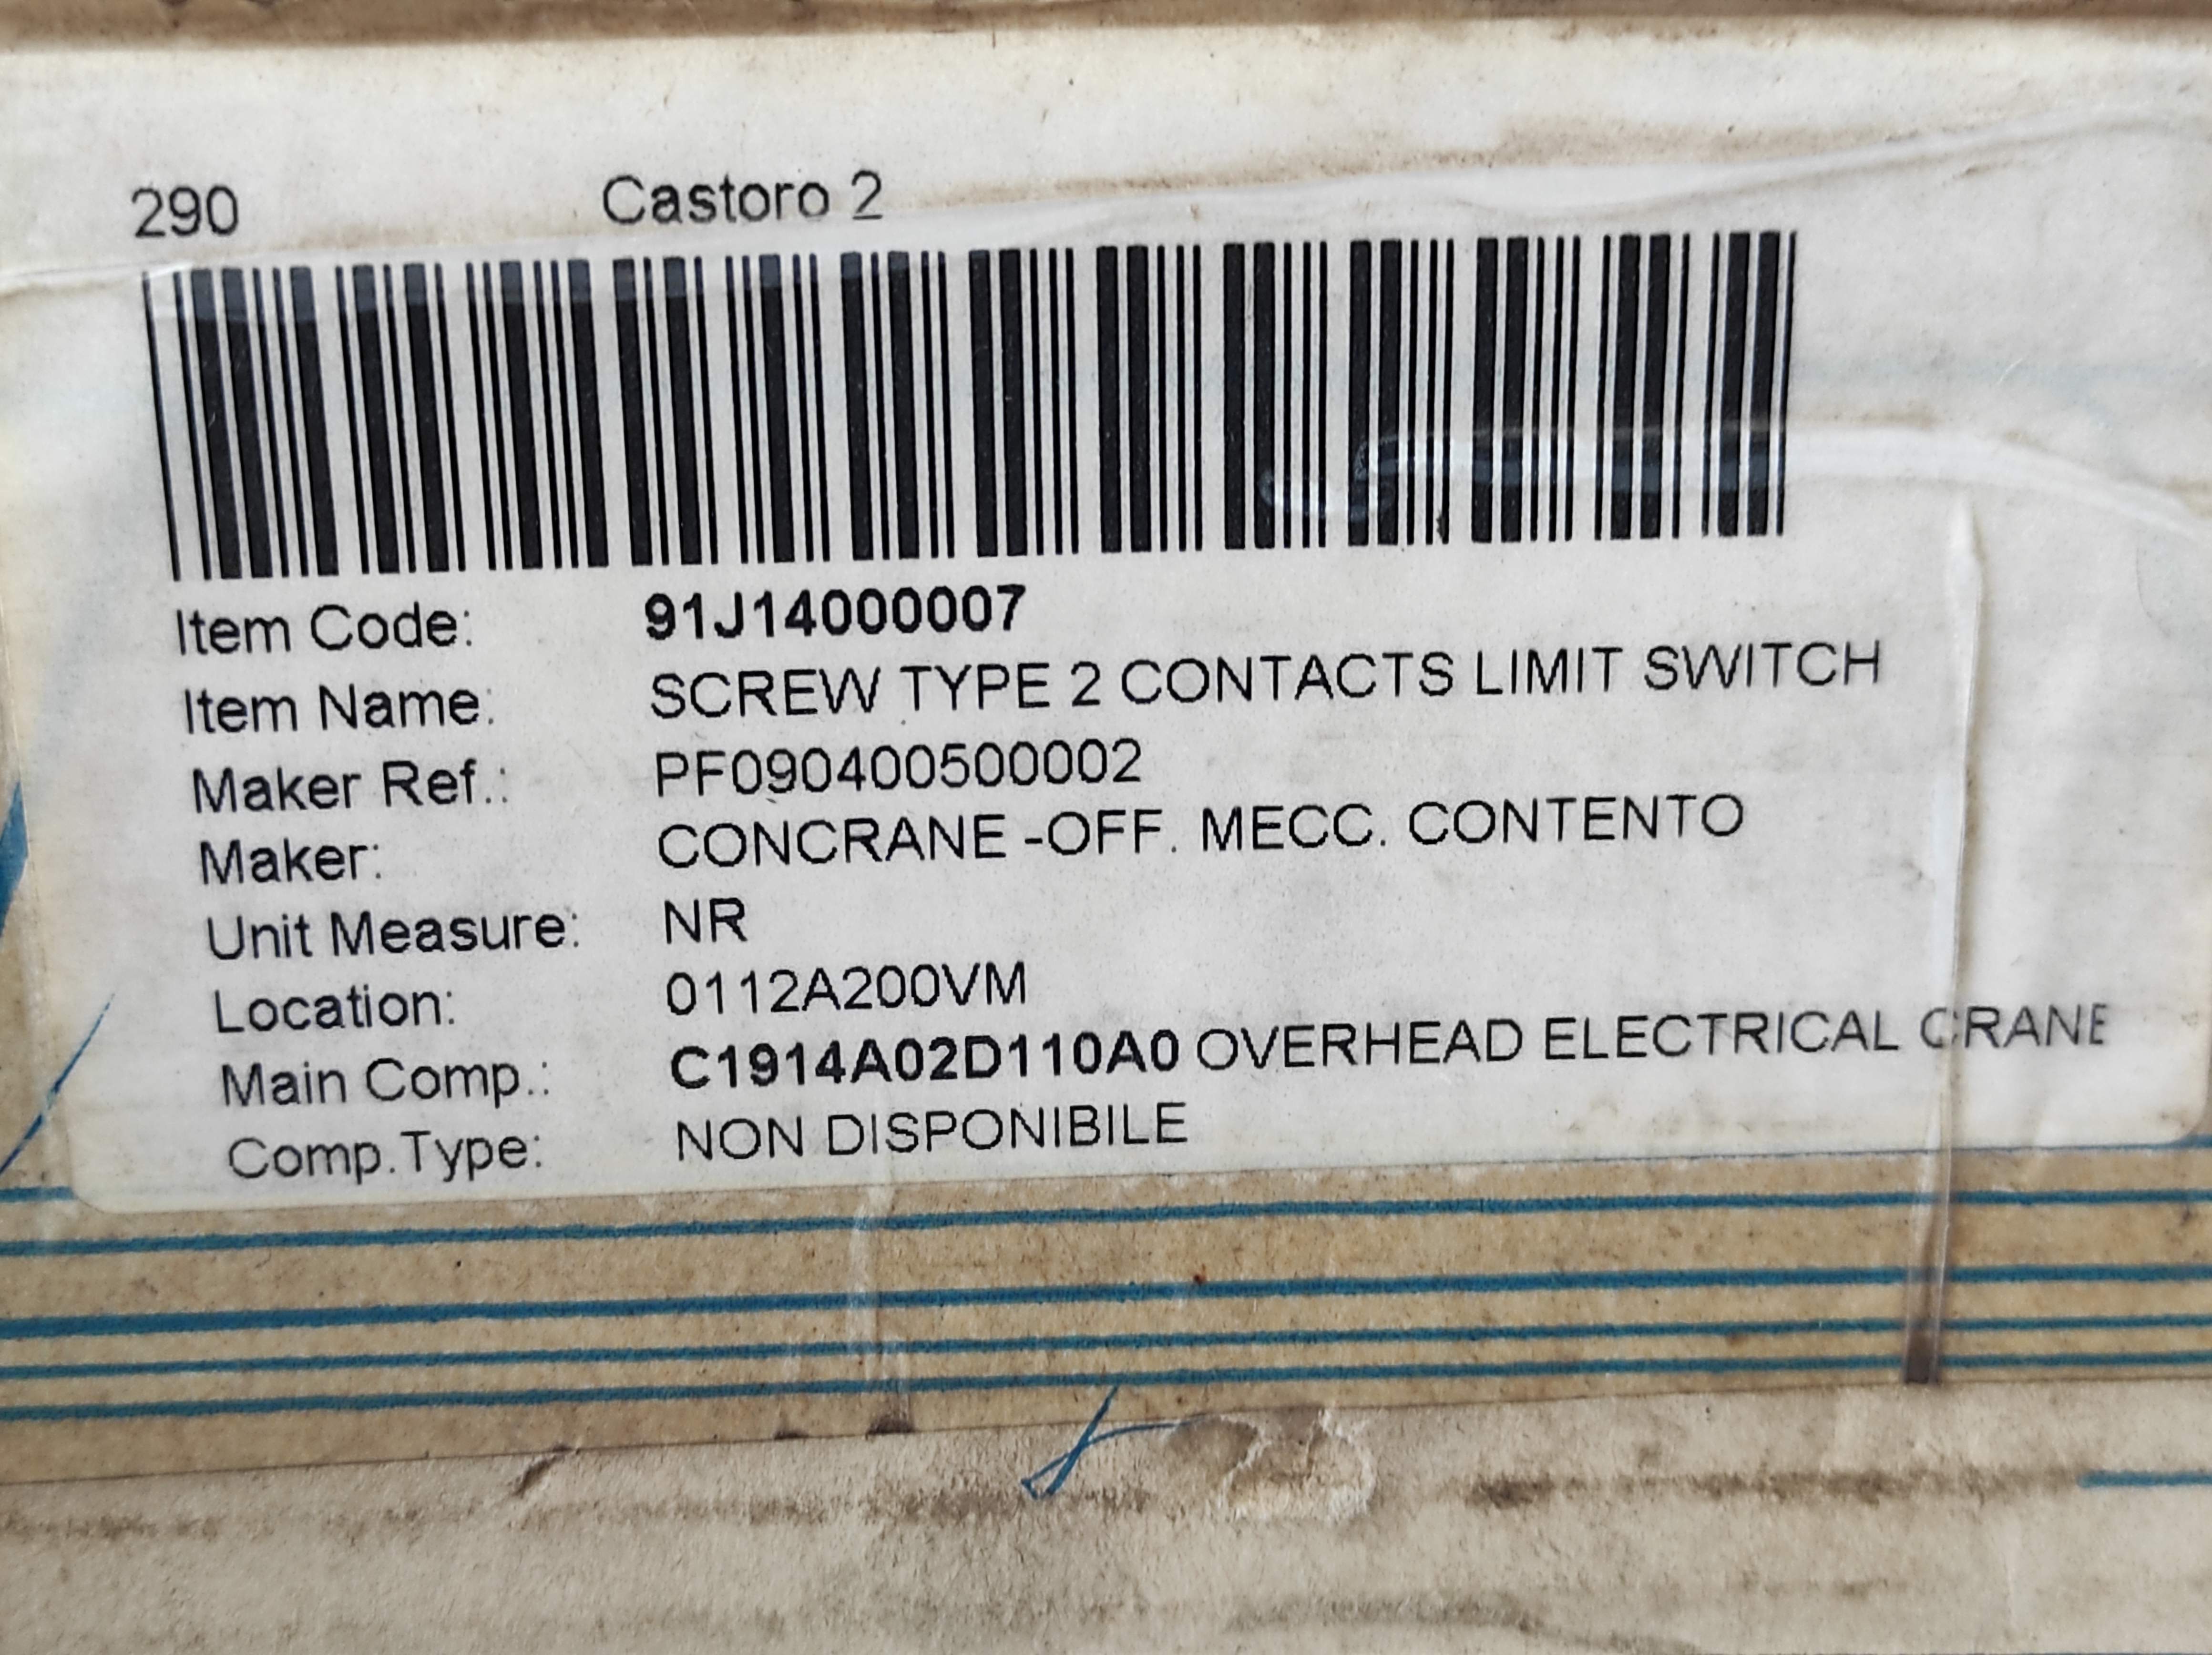 290 Castoro 2
Item Code: 91J14000007
Item Name: SCREW TYPE 2 CONTACTS LIMIT SWITCH
Maker Ref.: PF090400500002
Maker: CONCRANE -OFF. MECC. CONTENTO
Unit Measure: NR
Location: 0112A200VM
Main Comp.: C1914A02D110A0 OVERHEAD ELECTRICAL CRANE
Comp.Type: NON DISPONIBILE